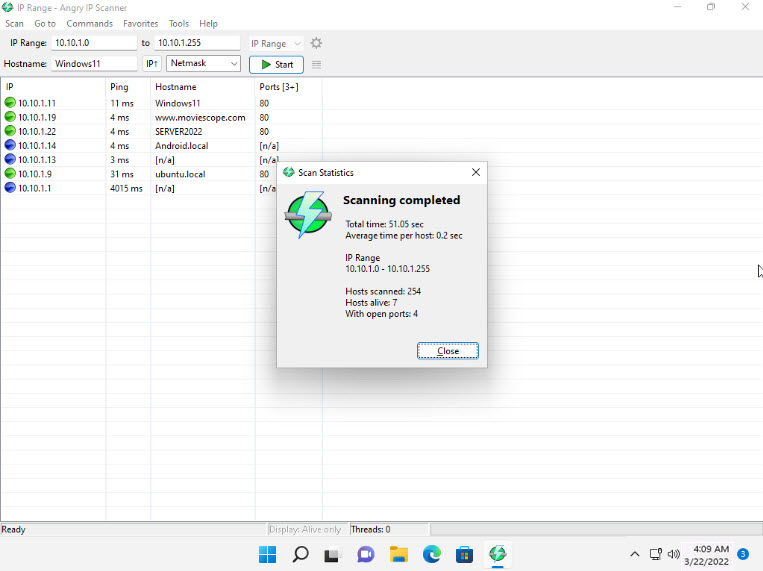 IP Range - Angry IP Scanner
Scan Go to Commands Favorites Tools Help
IP Range: 10.10.1.0 to 10.10.1.255 IP Range
Hostname: Windows11 IP↑ Netmask Start
IP Ping Hostname Ports [3+]
10.10.1.11 11 ms Windows11 80
10.10.1.19 4 ms www.moviescope.com 80
10.10.1.22 4 ms SERVER2022 80
10.10.1.14 4 ms Android.local [n/a]
10.10.1.13 3 ms [n/a] [n/a]
10.10.1.9 31 ms ubuntu.local 80
10.10.1.1 4015 ms [n/a] [n/a
Scan Statistics
Scanning completed
Total time: 51.05 sec
Average time per host: 0.2 sec
IP Range
10.10.1.0 - 10.10.1.255
Hosts scanned: 254
Hosts alive: 7
With open ports: 4
Close
Ready Display: Alive only Threads: 0
4:09 AM
3/22/2022
3